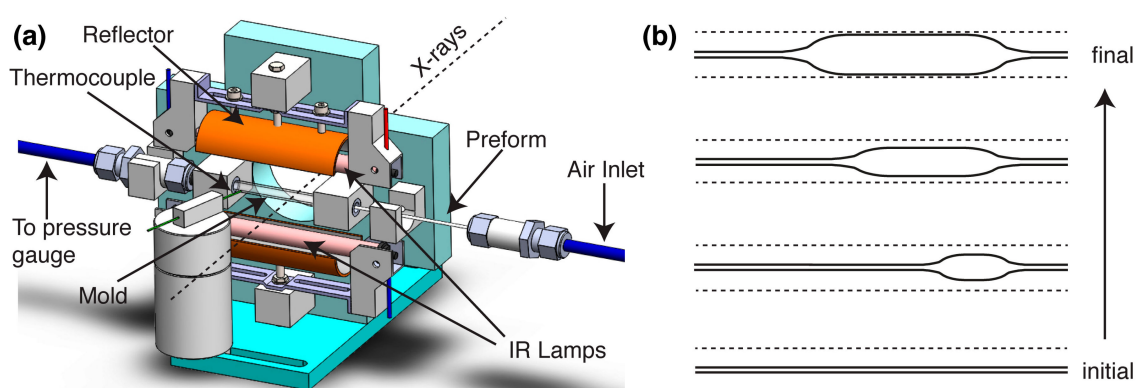 (a)
Reflector
Thermocouple
X-rays
Preform
Air Inlet
To pressure
gauge
Mold
IR Lamps
(b)
final
initial